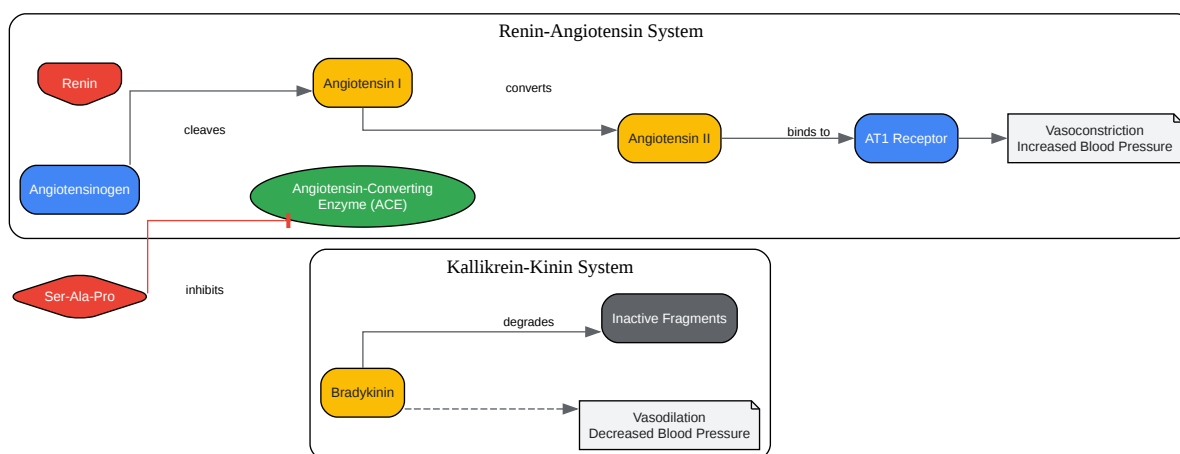 Renin-Angiotensin System
Renin
Angiotensin I
converts
cleaves
Angiotensin II
binds to
AT1 Receptor
Vasoconstriction
Increased Blood Pressure
Angiotensinogen
Angiotensin-Converting
Enzyme (ACE)
Ser-Ala-Pro
inhibits
Kallikrein-Kinin System
degrades
Inactive Fragments
Bradykinin
Vasodilation
Decreased Blood Pressure